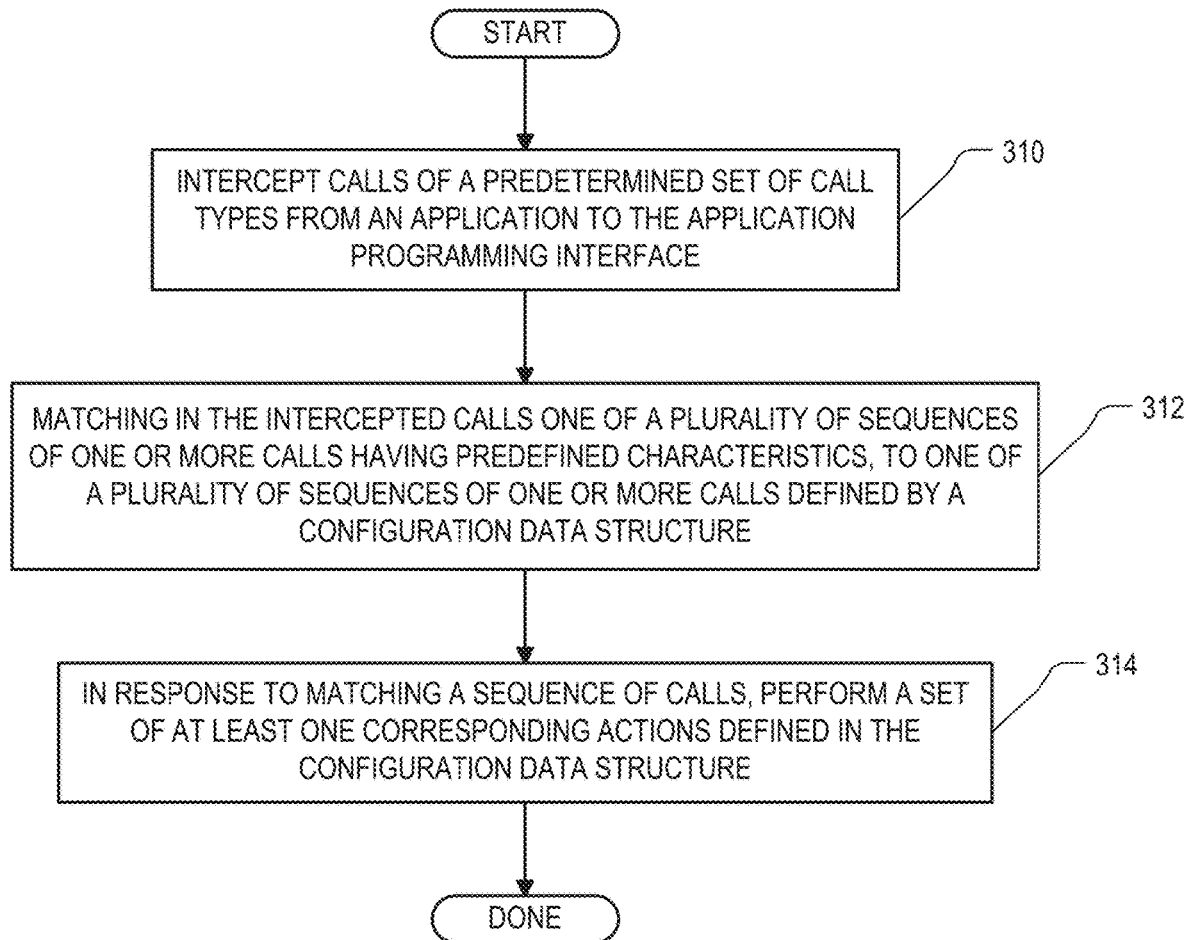 START
INTERCEPT CALLS OF A PREDETERMINED SET OF CALL
TYPES FROM AN APPLICATION TO THE APPLICATION
PROGRAMMING INTERFACE
310
MATCHING IN THE INTERCEPTED CALLS ONE OF A PLURALITY OF SEQUENCES
OF ONE OR MORE CALLS HAVING PREDEFINED CHARACTERISTICS, TO ONE OF
A PLURALITY OF SEQUENCES OF ONE OR MORE CALLS DEFINED BY A
CONFIGURATION DATA STRUCTURE
312
IN RESPONSE TO MATCHING A SEQUENCE OF CALLS, PERFORM A SET
OF AT LEAST ONE CORRESPONDING ACTIONS DEFINED IN THE
CONFIGURATION DATA STRUCTURE
314
DONE